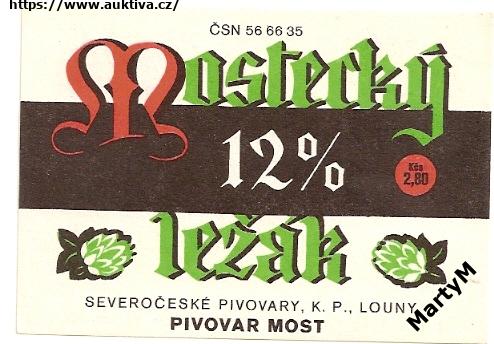 https://www.auktiva.cz/
ČSN 56 66 35
Mostecký
12%
Kčs
2,80
ležák
SEVEROČESKÉ PIVOVARY, K. P., LOUNY
PIVOVAR MOST
MartyM